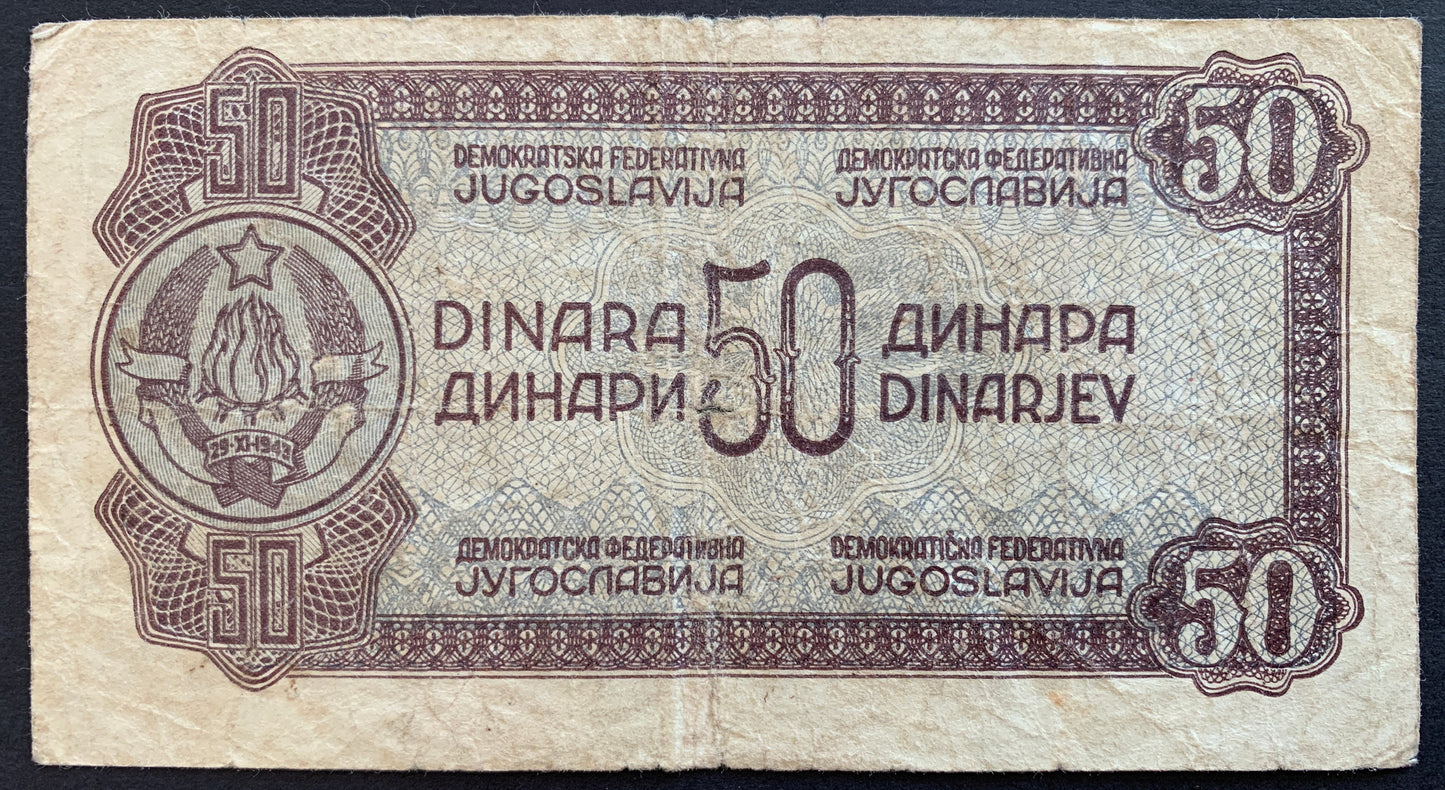 50
50
DEMOKRATSKA FEDERATIVNA
JUGOSLAVIJA
ДЕМОКРАТСКА ФЕДЕРАТИВНА
ЈУГОСЛАВИЈА
DINARA 50 ДИНАРА
ДИНАРИ DINARJEV
29·XI·1943
ДЕМОКРАТСКА ФЕДЕРАТИВНА
ЈУГОСЛАВИЈА
DEMOKRATIČNA FEDERATIVNA
JUGOSLAVIJA
50
50